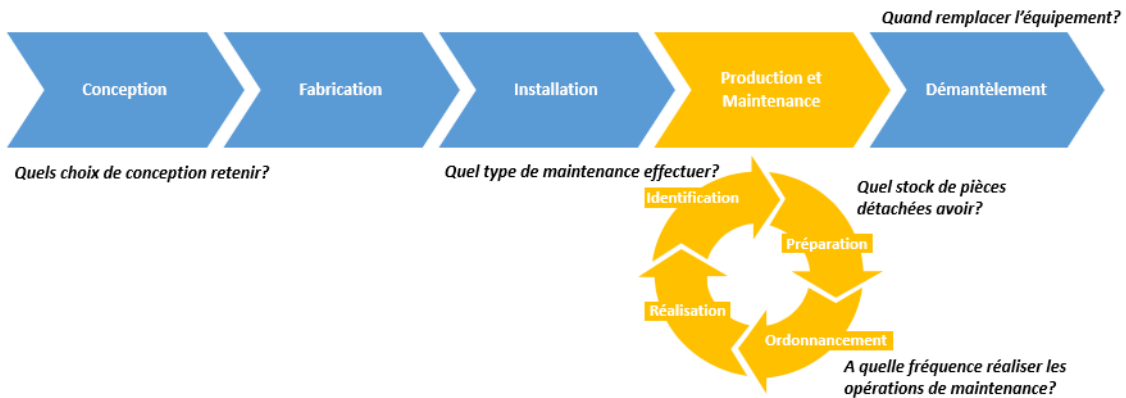 Quand remplacer l'équipement?
Conception
Fabrication
Installation
Production et
Maintenance
Démantèlement
Quels choix de conception retenir?
Quel type de maintenance effectuer?
Identification
Quel stock de pièces
détachées avoir?
Préparation
Réalisation
Ordonnancement
A quelle fréquence réaliser les
opérations de maintenance?